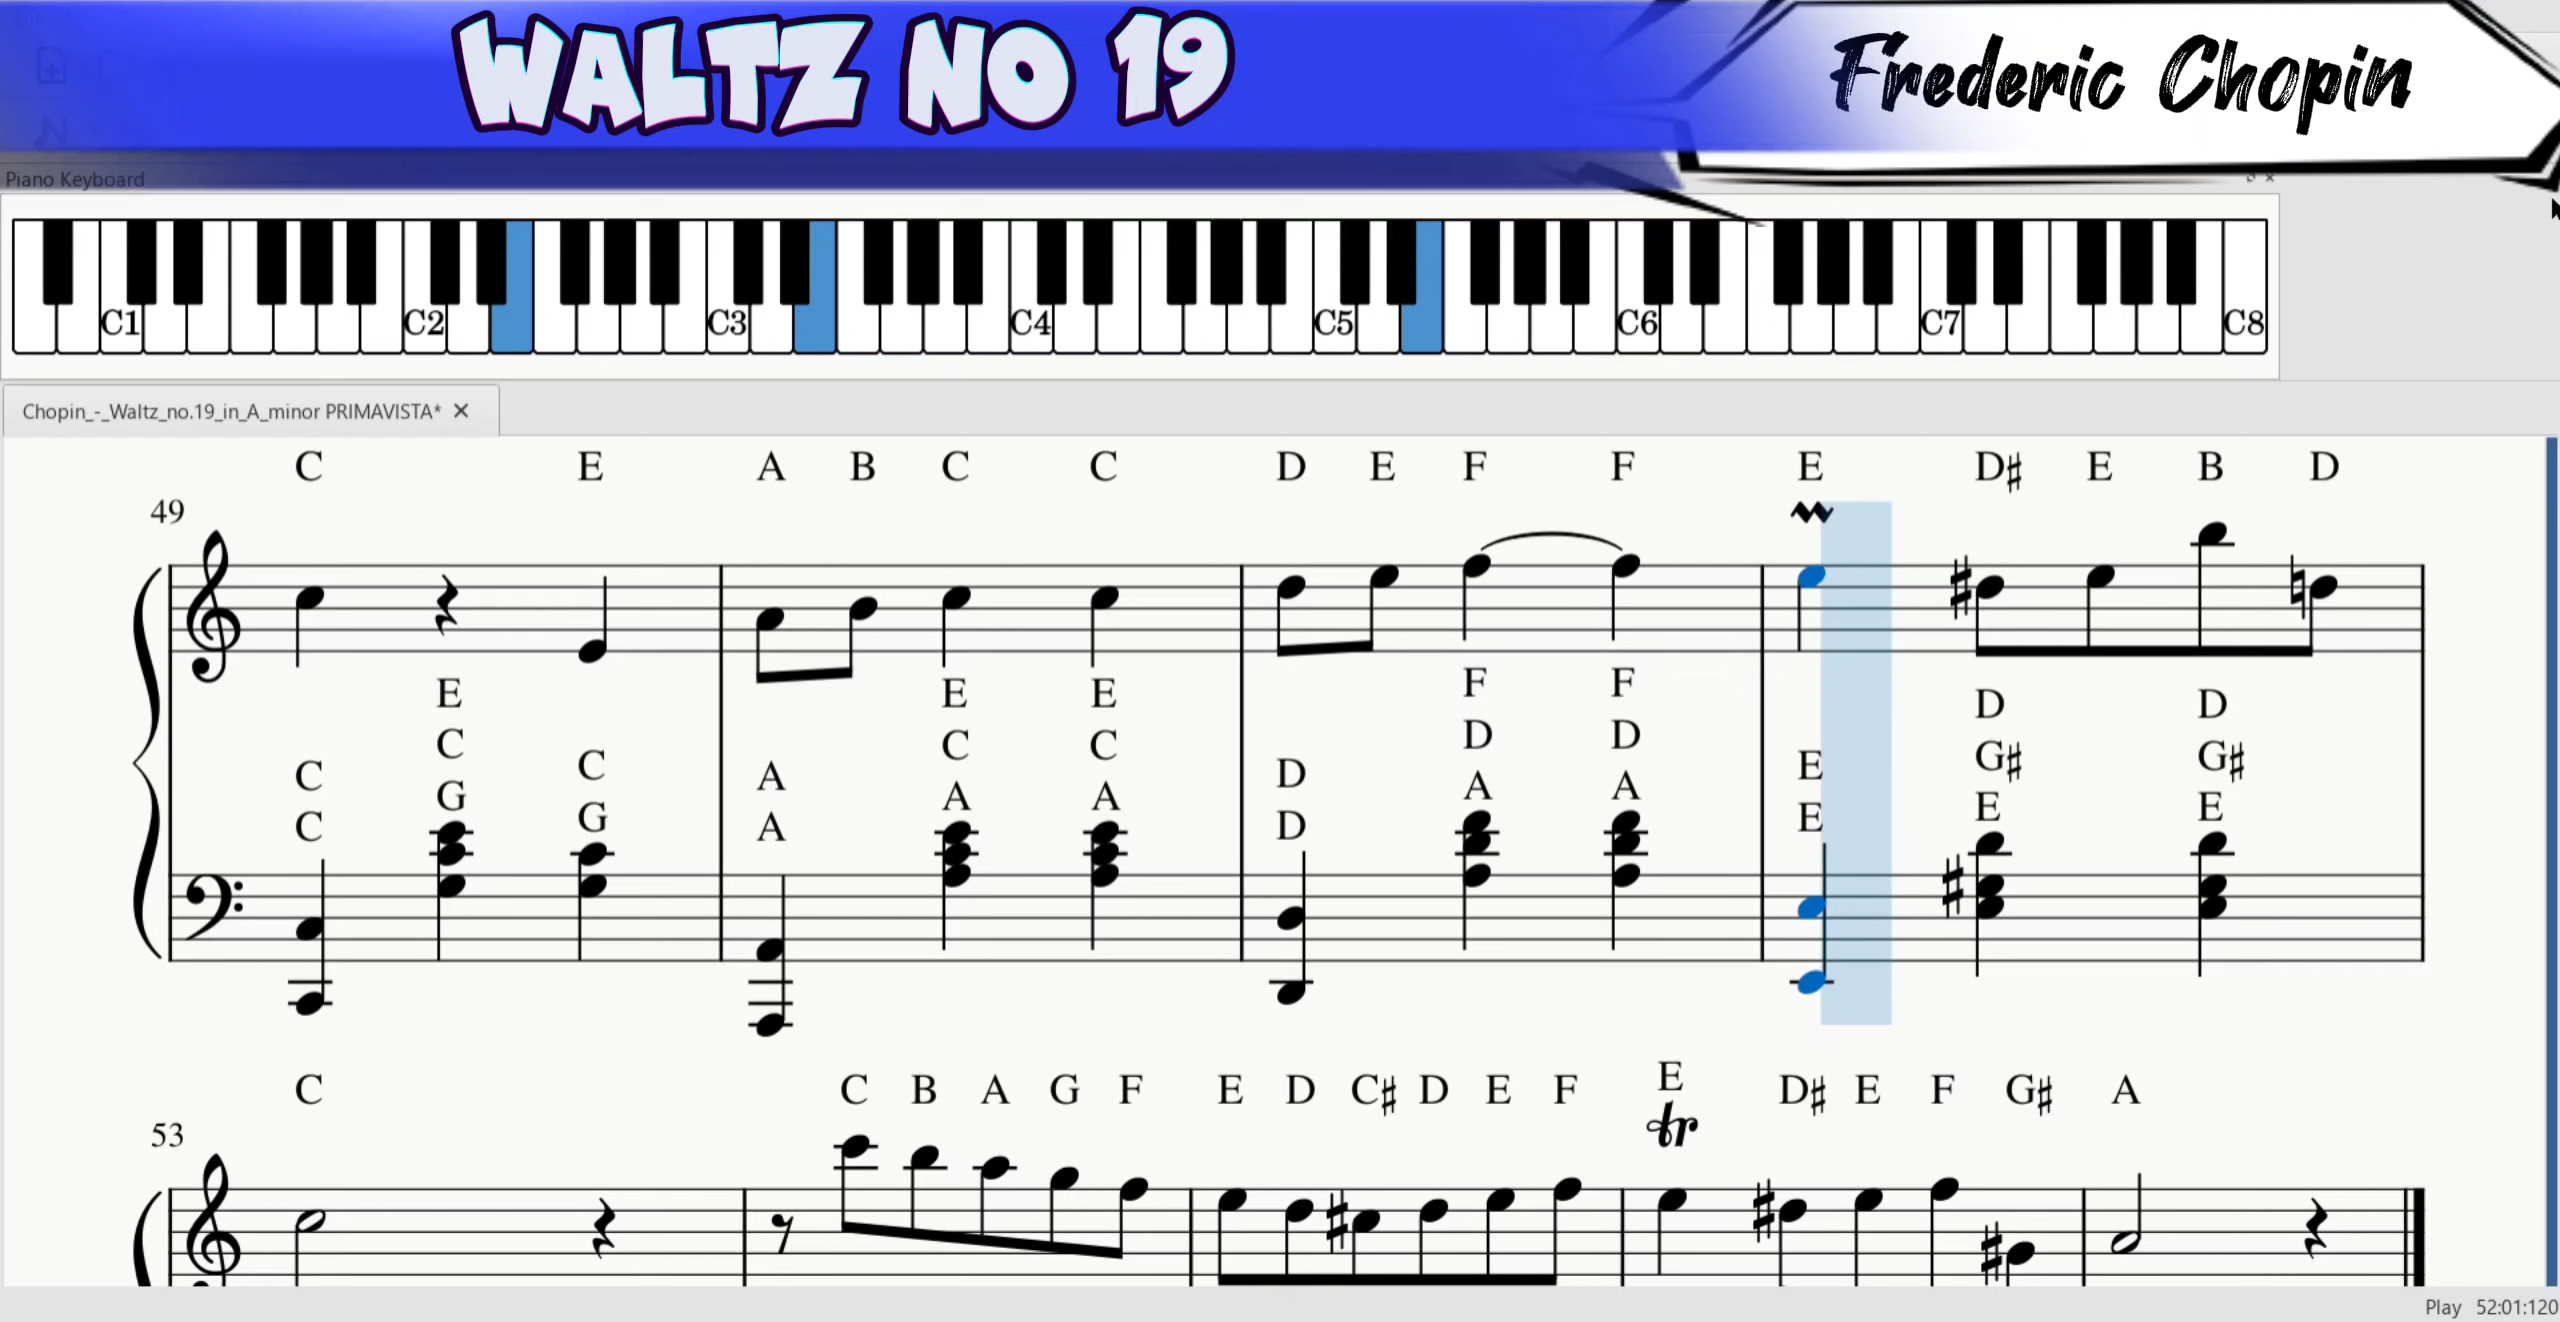 WALTZ NO 19
Frederic Chopin
Piano Keyboard
C1 C2 C3 C4 C5 C6 C7 C8
Chopin_-_Waltz_no.19_in_A_minor PRIMAVISTA*
C E A B C C D E F F E D♯ E B D
49
E E E F F D D
C C C C C D D D E G♯ G♯
C G G A A A A D A A E E E
C A D E
C C B A G F E D C♯ D E F E D♯ E F G♯ A
53
tr
Play 52:01:120